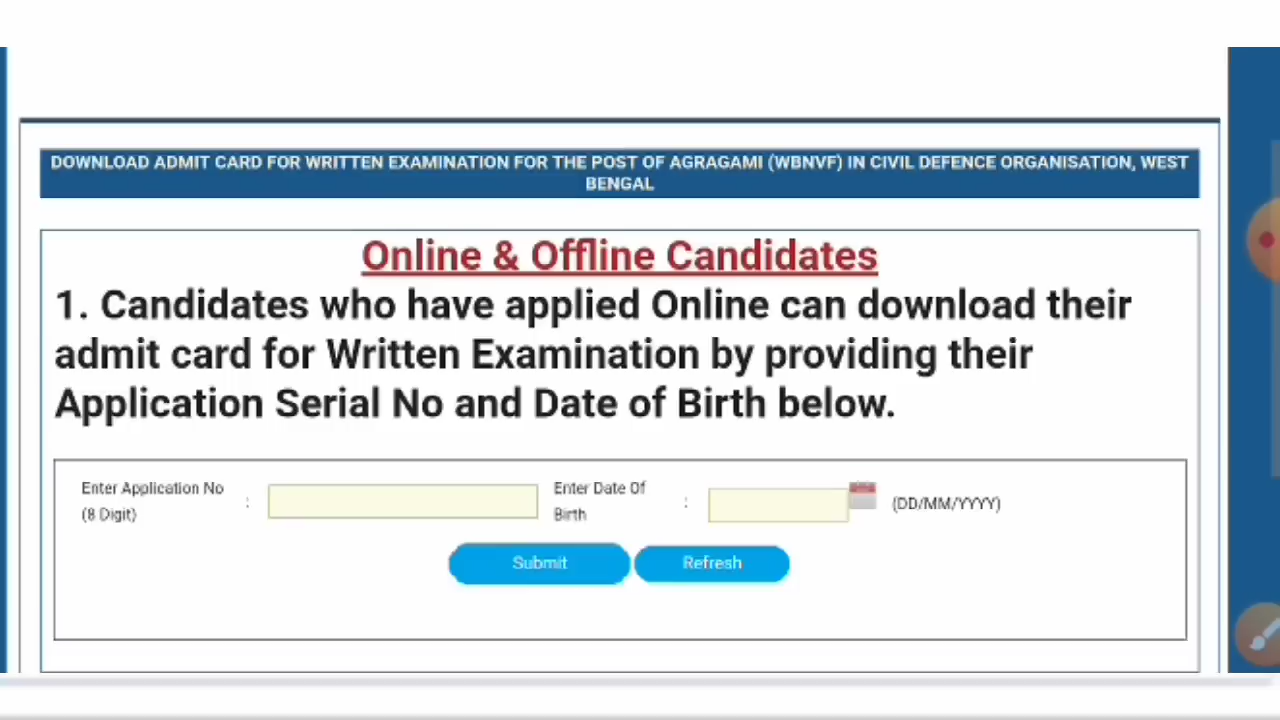 DOWNLOAD ADMIT CARD FOR WRITTEN EXAMINATION FOR THE POST OF AGRAGAMI (WBNVF) IN CIVIL DEFENCE ORGANISATION, WEST
BENGAL
Online & Offline Candidates
1. Candidates who have applied Online can download their
admit card for Written Examination by providing their
Application Serial No and Date of Birth below.
Enter Application No
(8 Digit)
:
Enter Date Of
Birth
:
(DD/MM/YYYY)
Submit
Refresh